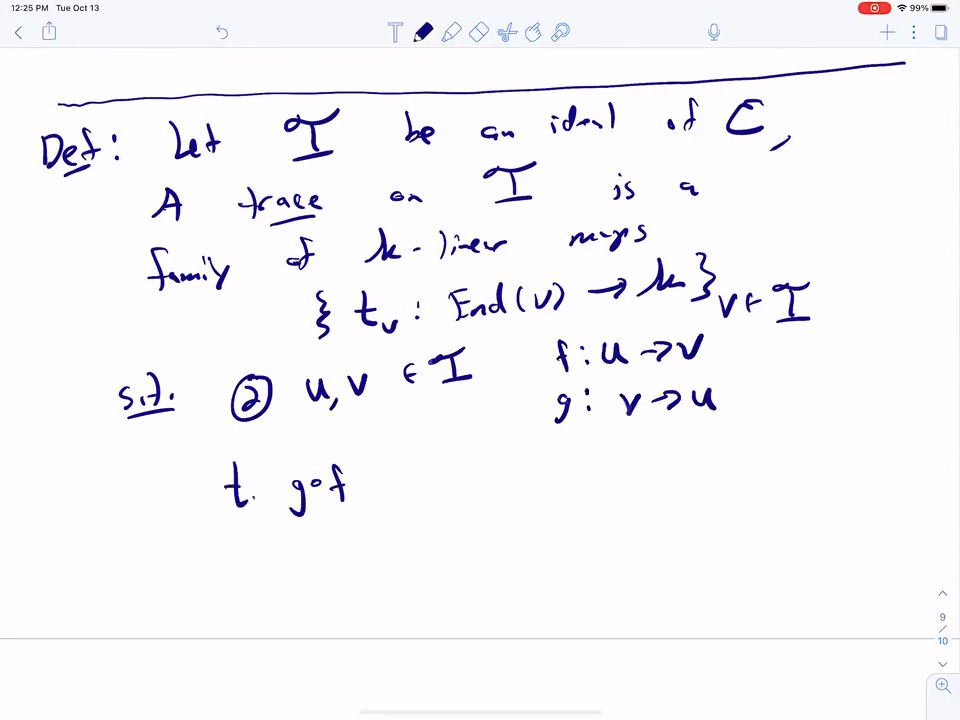 12:25 PM Tue Oct 13
99%
Def: Let I be an ideal of C,
A trace on I is a
family of k-linear maps
{ t_v : End(V) → k }_{V ∈ I}
s.t. ② U, V ∈ I f : U → V
g : V → U
t. g∘f
9
/
10